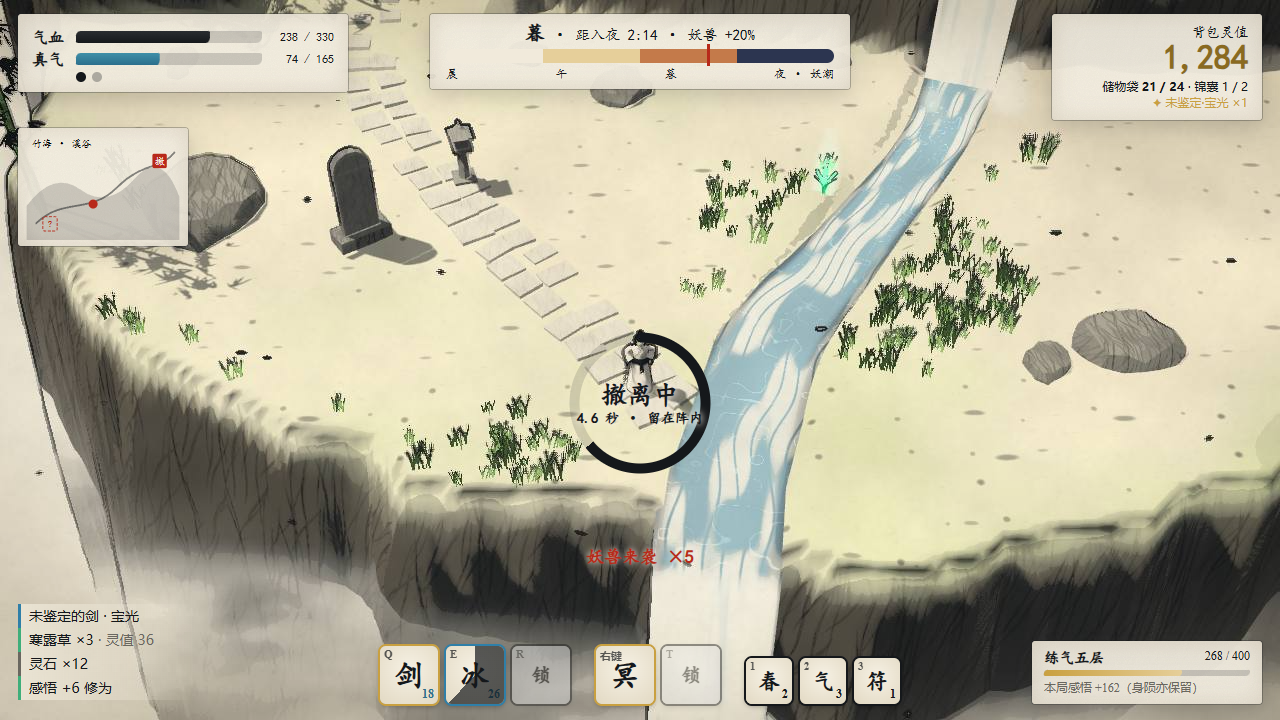 气血 238 / 330
真气 74 / 165
暮 · 距入夜 2:14 · 妖兽 +20%
晨 午 暮 夜 · 妖潮
背包灵值
1,284
储物袋 21 / 24 · 锦囊 1 / 2
✦ 未鉴定·宝光 ×1
竹海 · 溪谷
撤
?
撤离中
4.6 秒 · 留在阵内
妖兽来袭 ×5
未鉴定的剑 · 宝光
寒露草 ×3 · 灵值 36
灵石 ×12
感悟 +6 修为
Q 剑 18
E 冰 26
R 锁
右键 冥
T 锁
1 春 2
2 气 3
3 符 1
练气五层 268 / 400
本局感悟 +162（身陨亦保留）